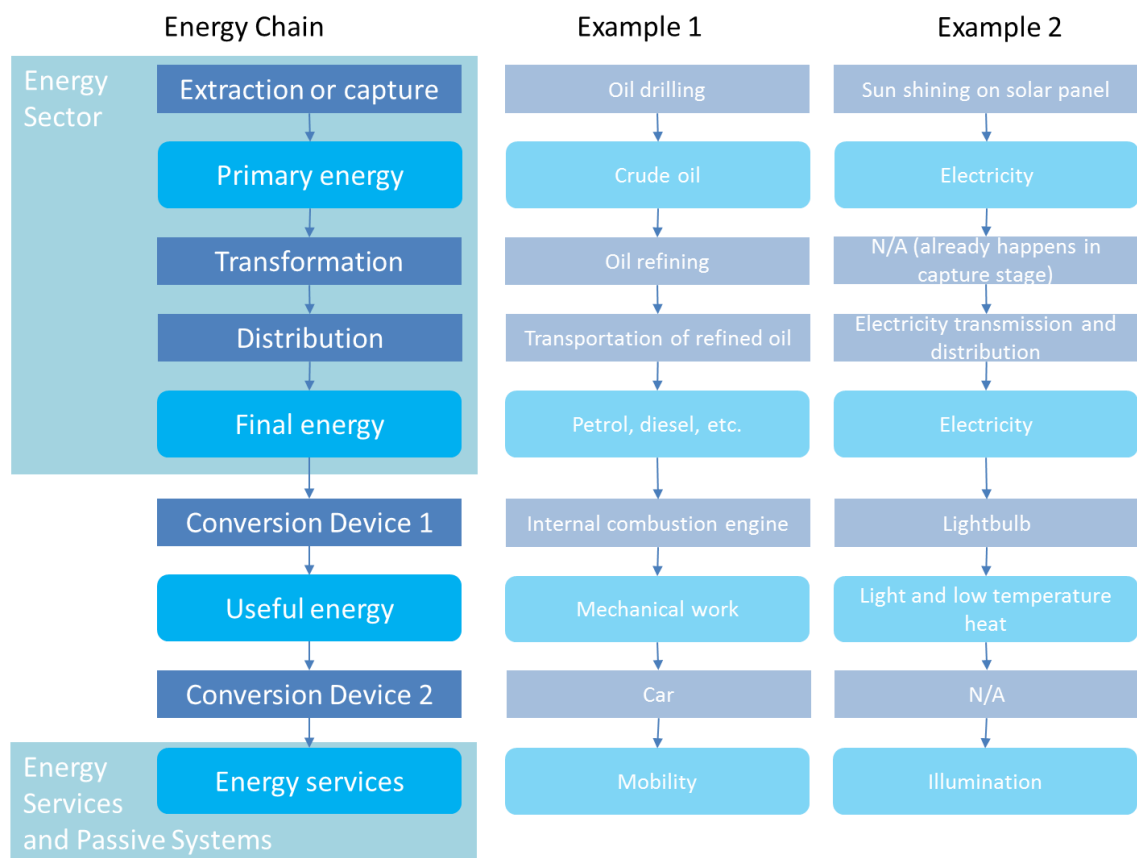 Energy Chain
Example 1
Example 2
Energy
Sector
Extraction or capture
Oil drilling
Sun shining on solar panel
Primary energy
Crude oil
Electricity
Transformation
Oil refining
N/A (already happens in
capture stage)
Distribution
Transportation of refined oil
Electricity transmission and
distribution
Final energy
Petrol, diesel, etc.
Electricity
Conversion Device 1
Internal combustion engine
Lightbulb
Useful energy
Mechanical work
Light and low temperature
heat
Conversion Device 2
Car
N/A
Energy
Services
and Passive Systems
Energy services
Mobility
Illumination